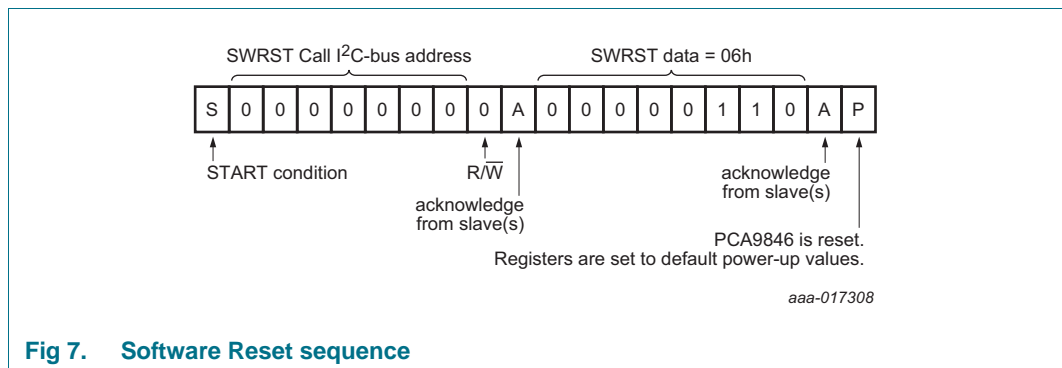 SWRST Call I2C-bus address SWRST data = 06h
S 0 0 0 0 0 0 0 0 A 0 0 0 0 0 1 1 0 A P
START condition R/W acknowledge
from slave(s)
acknowledge
from slave(s)
PCA9846 is reset.
Registers are set to default power-up values.
aaa-017308
Fig 7. Software Reset sequence